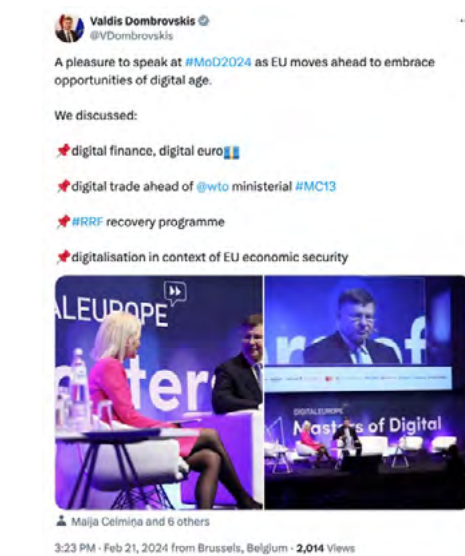 Valdis Dombrovskis
@VDombrovskis
A pleasure to speak at #MoD2024 as EU moves ahead to embrace
opportunities of digital age.
We discussed:
📌digital finance, digital euro💶
📌digital trade ahead of @wto ministerial #MC13
📌#RRF recovery programme
📌digitalisation in context of EU economic security
ALEUROPE
ters
DIGITALEUROPE
Masters of Digital
Maija Celmiņa and 6 others
3:23 PM · Feb 21, 2024 from Brussels, Belgium · 2,014 Views